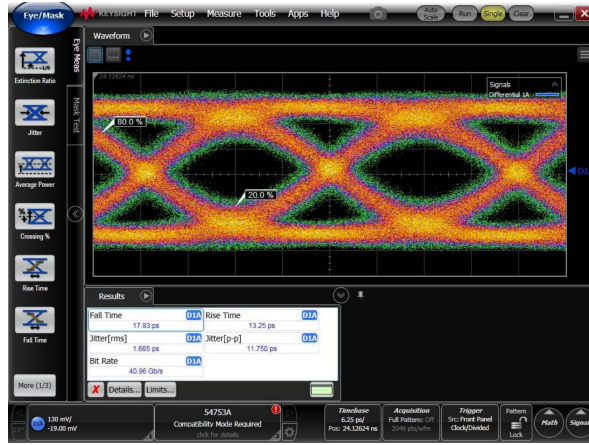 Eye/Mask
KEYSIGHT File Setup Measure Tools Apps Help
Auto Scale
Run
Single
Clear
Waveform
Eye Meas
Mask Test
Extinction Ratio
Jitter
Average Power
Crossing %
Rise Time
Fall Time
More (1/3)
24.12624 ns
Signals
Differential 1A
80.0 %
20.0 %
D1
Results
Fall Time D1A Rise Time D1A
17.83 ps 13.25 ps
Jitter[rms] D1A Jitter[p-p] D1A
1.665 ps 11.750 ps
Bit Rate D1A
40.96 Gb/s
Details... Limits...
D1A
130 mV/
-19.00 mV
54753A
Compatibility Mode Required
click for details
Timebase
6.25 ps/
Pos: 24.12624 ns
Acquisition
Full Pattern: Off
2048 pts/wfm
Trigger
Src: Front Panel
Clock/Divided
Pattern
Lock
Math
Signa